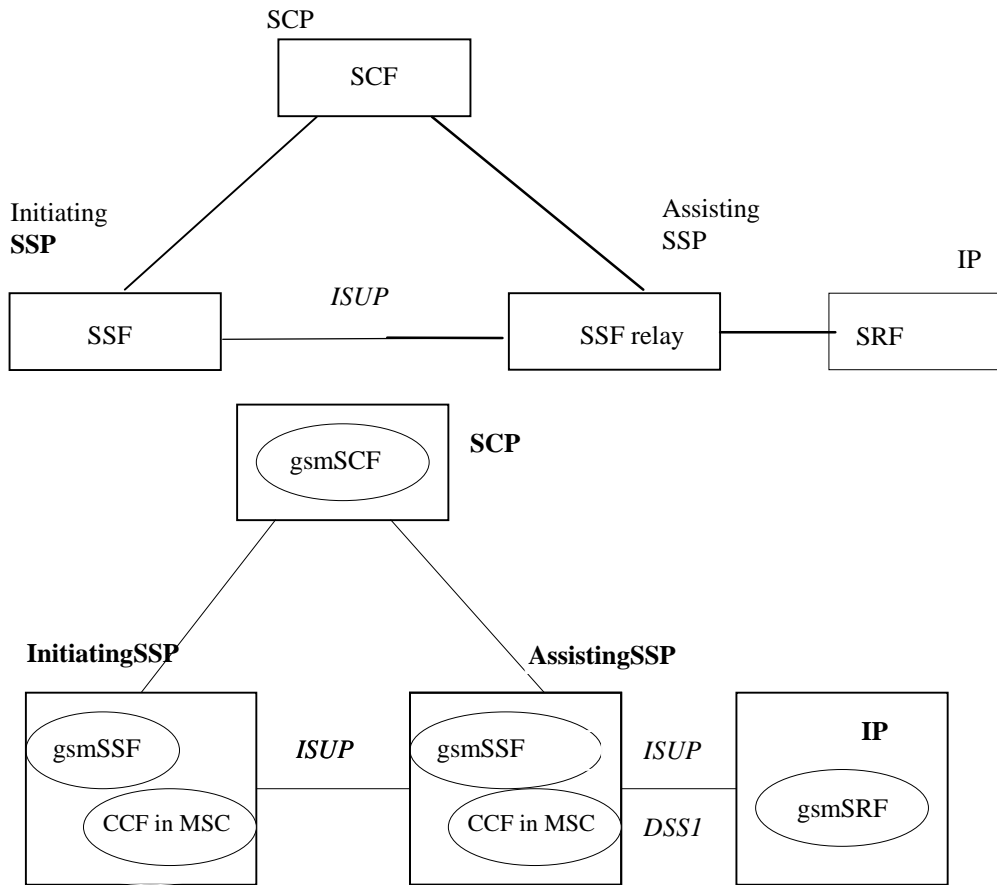 SCP
SCF
Initiating
SSP
Assisting
SSP
IP
ISUP
SSF
SSF relay
SRF
SCP
gsmSCF
InitiatingSSP
AssistingSSP
gsmSSF
ISUP
gsmSSF
ISUP
IP
CCF in MSC
CCF in MSC
DSS1
gsmSRF